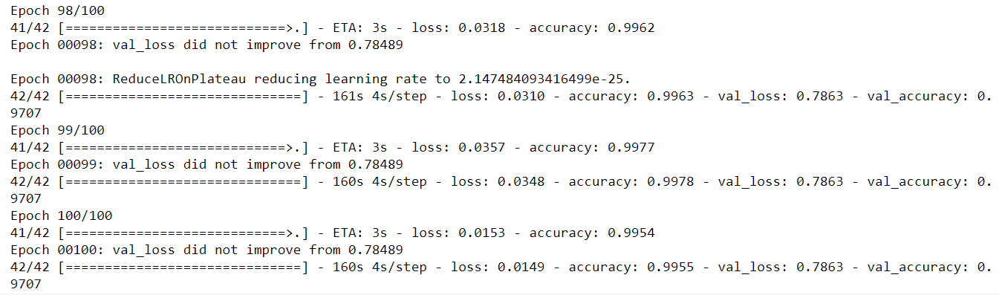 Epoch 98/100
41/42 [============================>.] - ETA: 3s - loss: 0.0318 - accuracy: 0.9962
Epoch 00098: val_loss did not improve from 0.78489
Epoch 00098: ReduceLROnPlateau reducing learning rate to 2.147484093416499e-25.
42/42 [==============================] - 161s 4s/step - loss: 0.0310 - accuracy: 0.9963 - val_loss: 0.7863 - val_accuracy: 0.
9707
Epoch 99/100
41/42 [============================>.] - ETA: 3s - loss: 0.0357 - accuracy: 0.9977
Epoch 00099: val_loss did not improve from 0.78489
42/42 [==============================] - 160s 4s/step - loss: 0.0348 - accuracy: 0.9978 - val_loss: 0.7863 - val_accuracy: 0.
9707
Epoch 100/100
41/42 [============================>.] - ETA: 3s - loss: 0.0153 - accuracy: 0.9954
Epoch 00100: val_loss did not improve from 0.78489
42/42 [==============================] - 160s 4s/step - loss: 0.0149 - accuracy: 0.9955 - val_loss: 0.7863 - val_accuracy: 0.
9707